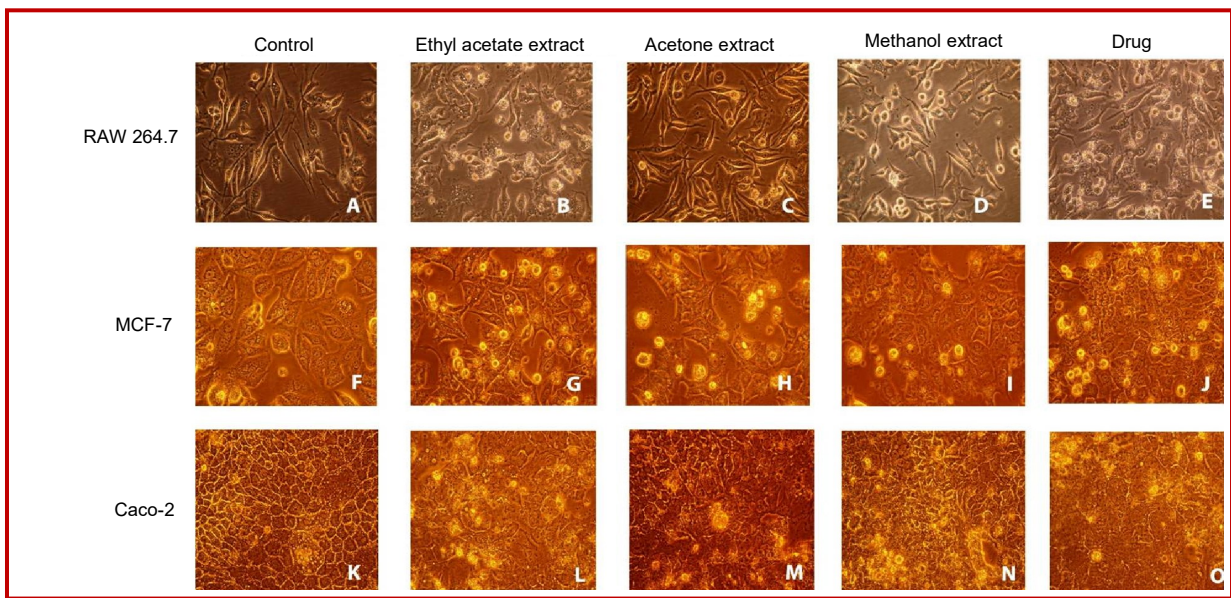 Control Ethyl acetate extract Acetone extract Methanol extract Drug
RAW 264.7
A B C D E
MCF-7
F G H I J
Caco-2
K L M N O